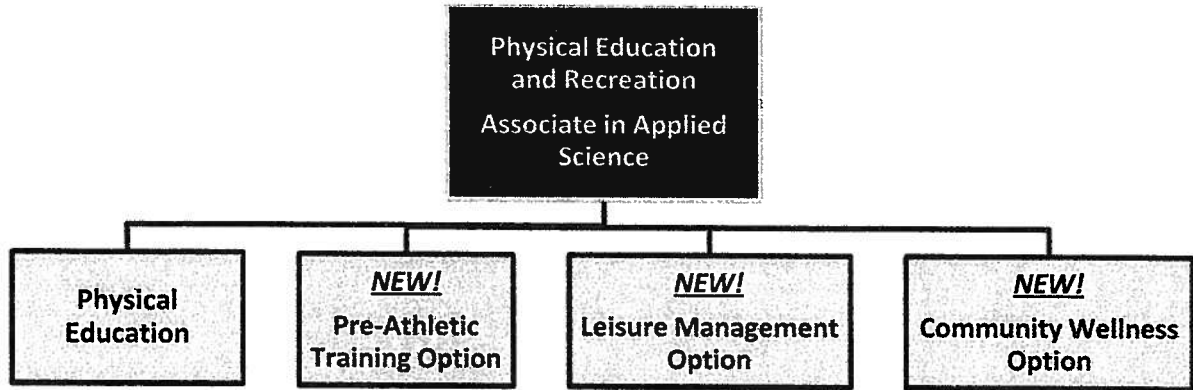 Physical Education
and Recreation
Associate in Applied
Science
Physical
Education
NEW!
Pre-Athletic
Training Option
NEW!
Leisure Management
Option
NEW!
Community Wellness
Option